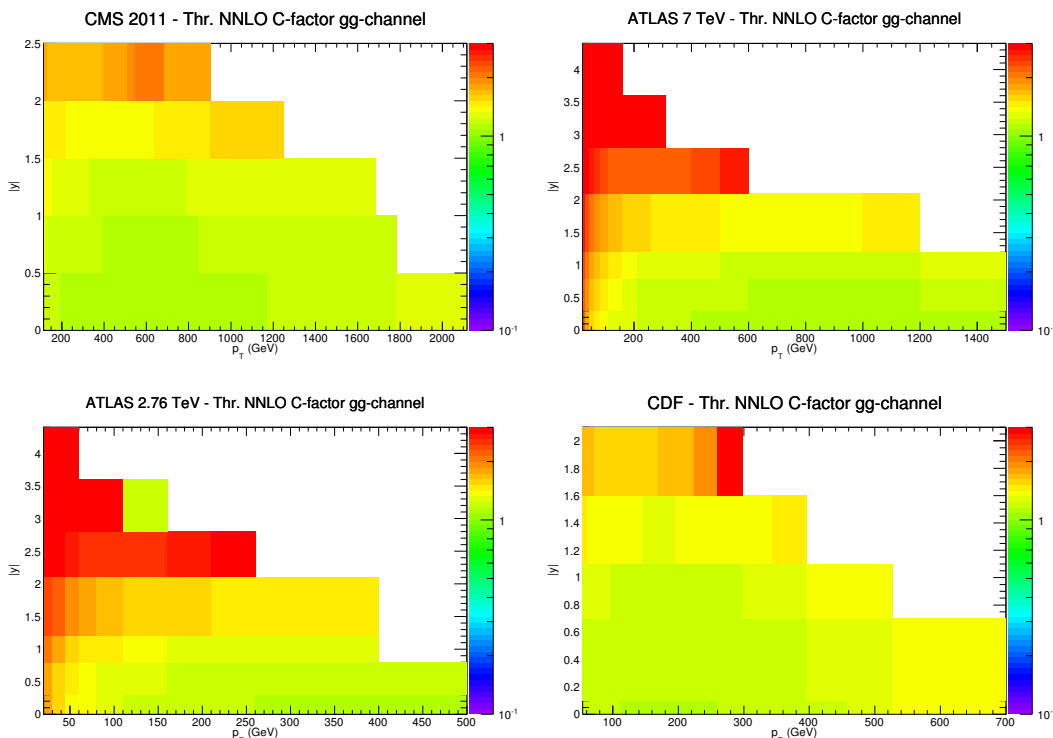 CMS 2011 - Thr. NNLO C-factor gg-channel
|y|
2.5
2
1.5
1
0.5
0
200 400 600 800 1000 1200 1400 1600 1800 2000
p_T (GeV)
1
10^-1
ATLAS 7 TeV - Thr. NNLO C-factor gg-channel
|y|
4
3.5
3
2.5
2
1.5
1
0.5
0
200 400 600 800 1000 1200 1400
p_T (GeV)
1
ATLAS 2.76 TeV - Thr. NNLO C-factor gg-channel
|y|
4
3.5
3
2.5
2
1.5
1
0.5
0
50 100 150 200 250 300 350 400 450 500
(GeV)
1
10^-1
CDF - Thr. NNLO C-factor gg-channel
|y|
2
1.8
1.6
1.4
1.2
1
0.8
0.6
0.4
0.2
0
100 200 300 400 500 600 700
(GeV)
1